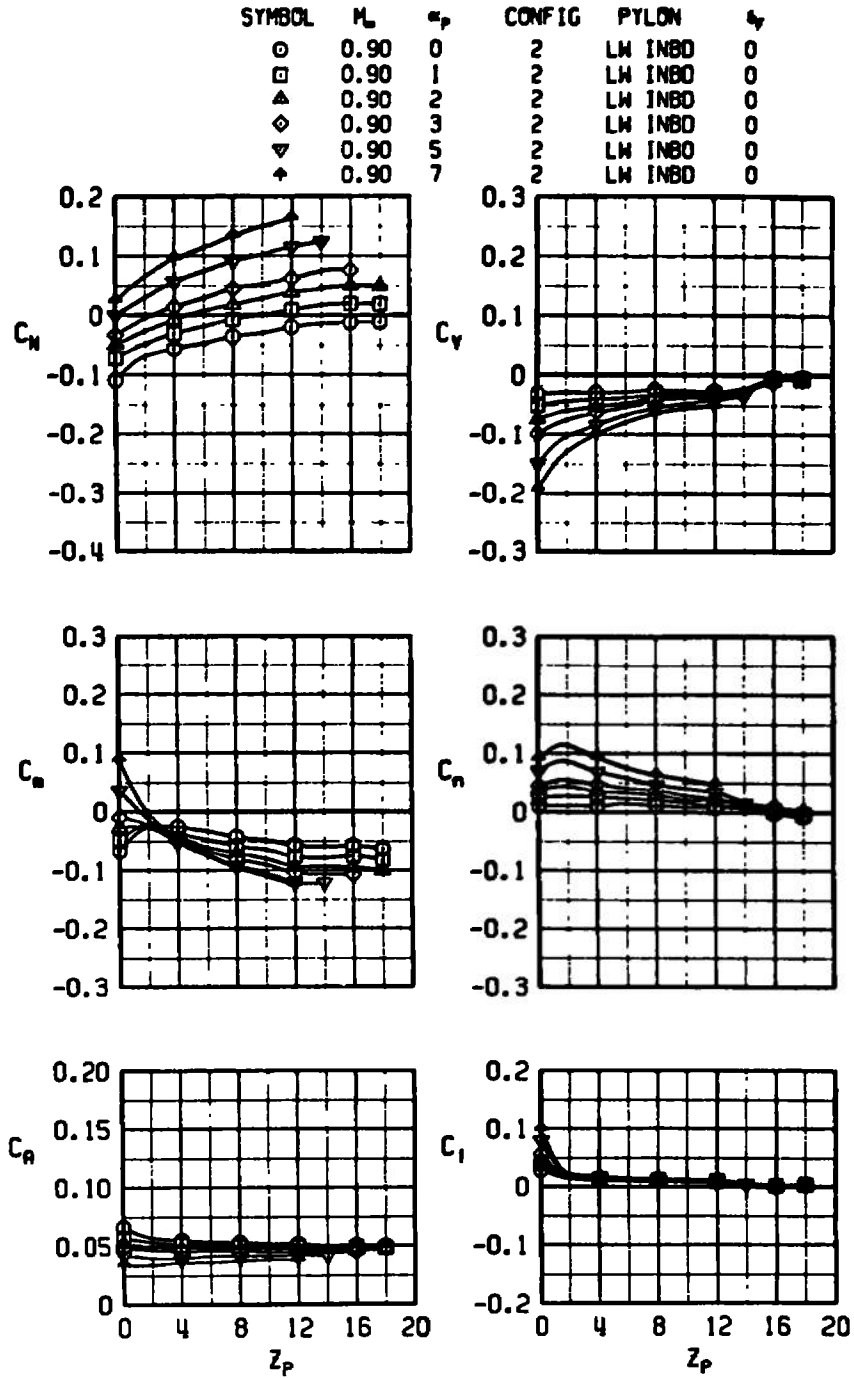 SYMBOL M∞ αP CONFIG PYLON δF
0.90 0 2 LW INBD 0
0.90 1 2 LW INBD 0
0.90 2 2 LW INBD 0
0.90 3 2 LW INBD 0
0.90 5 2 LW INBD 0
0.90 7 2 LW INBD 0
0.2
0.1
0
-0.1
-0.2
-0.3
-0.4
CN
0 4 8 12 16 20
0.3
0.2
0.1
0
-0.1
-0.2
-0.3
CY
0.3
0.2
0.1
0
-0.1
-0.2
-0.3
Cm
0.3
0.2
0.1
0
-0.1
-0.2
-0.3
Cn
0.20
0.15
0.10
0.05
0
CA
0 4 8 12 16 20
ZP
0.2
0.1
0
-0.1
-0.2
Cl
0 4 8 12 16 20
ZP